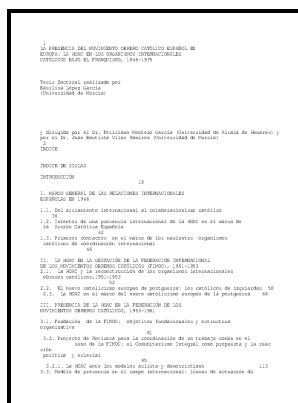 1
LA PRESENCIA DEL MOVIMIENTO OBRERO CATÓLICO ESPAÑOL EN
EUROPA: LA HOAC EN LOS ORGANISMOS INTERNACIONALES
CATÓLICOS BAJO EL FRANQUISMO, 1946-1975
Tesis Doctoral realizada por
Basilisa López García
(Universidad de Murcia)
y dirigida por el Dr. Feliciano Montero García (Universidad de Alcalá de Henares) y
por el Dr. Juan Bautista Vilar Ramírez (Universidad de Murcia)
2
ÍNDICE
ÍNDICE DE SIGLAS
INTRODUCCIÓN
18
I. MARCO GENERAL DE LAS RELACIONES INTERNACIONALES
ESPAÑOLAS EN 1946
1.1. Del aislamiento internacional al colaboracionismo católico
36
1.2. Intentos de una presencia internacional de la HOAC en el marco de
la Acción Católica Española
42
1.3. Primeros contactos en el marco de los nacientes organismos
católicos de coordinación internacional
46
II. LA HOAC EN LA GESTACIÓN DE LA FEDERACIÓN INTERNACIONAL
DE LOS MOVIMIENTOS OBREROS CATÓLICOS (FIMOC), 1951-1953
2.1. La HOAC y la reconstrucción de los organismos internacionales
obreros católicos, 1951-1953
52
2.2. El nuevo catolicismo europeo de postguerra: los católicos de izquierdas 58
2.3. La HOAC en el marco del nuevo catolicismo europeo de la postguerra 68
III. PRESENCIA DE LA HOAC EN LA FEDERACIÓN DE LOS
MOVIMIENTOS OBREROS CATÓLICOS, 1953-1961
3.1. Fundación de la FIMOC: objetivos fundacionales y estructura
organizativa
81
3.2. Proyecto de Rovirosa para la coordinación de un trabajo común en el
seno de la FIMOC: el Comunitarismo Integral como propuesta y la reac
ción
política y eclesial
95
3.2.1. La HOAC ante los modelos aclista y democristiano 113
3.3. Modelo de presencia en el campo internacional: líneas de actuación de